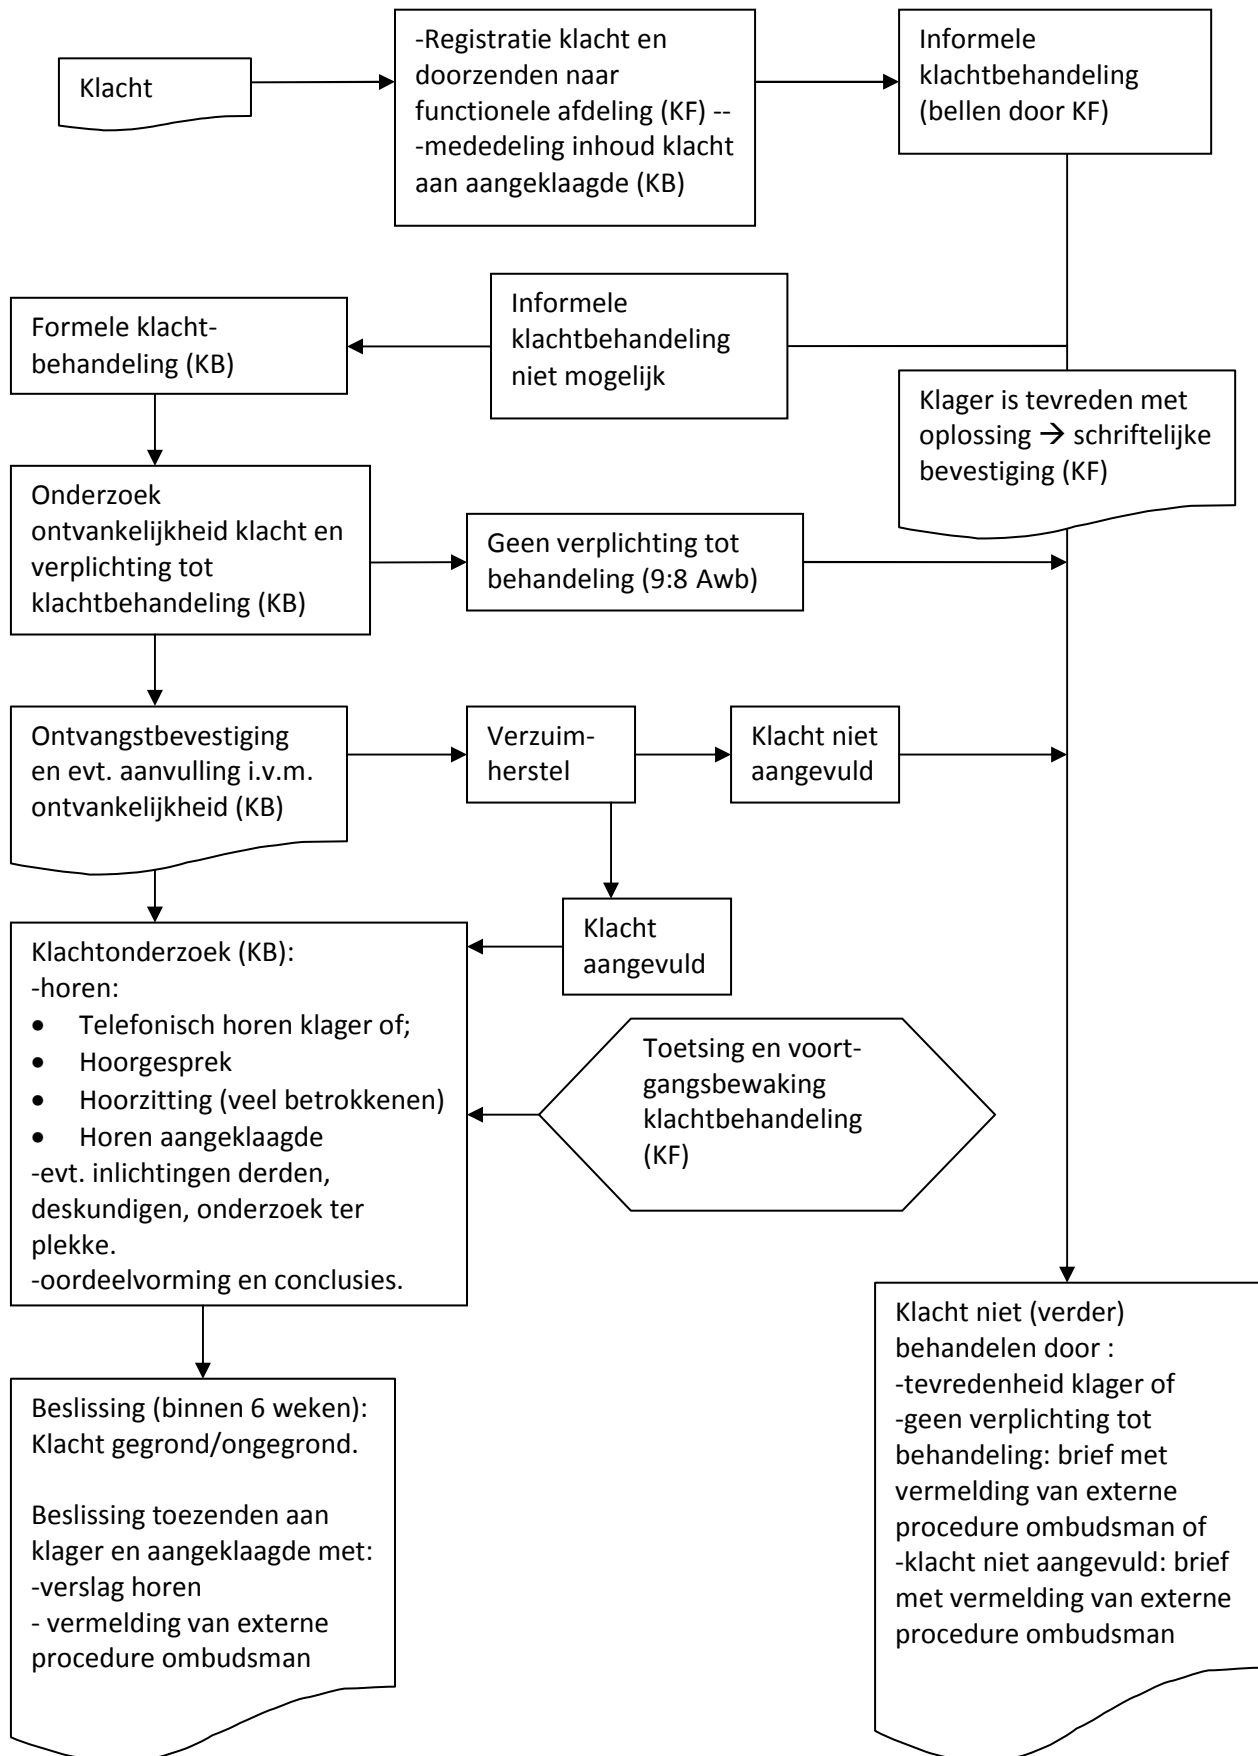 Klacht
-Registratie klacht en
doorzenden naar
functionele afdeling (KF) --
-mededeling inhoud klacht
aan aangeklaagde (KB)
Informele
klachtbehandeling
(bellen door KF)
Formele klacht-
behandeling (KB)
Informele
klachtbehandeling
niet mogelijk
Klager is tevreden met
oplossing → schriftelijke
bevestiging (KF)
Onderzoek
ontvankelijkheid klacht en
verplichting tot
klachtbehandeling (KB)
Geen verplichting tot
behandeling (9:8 Awb)
Ontvangstbevestiging
en evt. aanvulling i.v.m.
ontvankelijkheid (KB)
Verzuim-
herstel
Klacht niet
aangevuld
Klacht
aangevuld
Klachtonderzoek (KB):
-horen:
• Telefonisch horen klager of;
• Hoorgesprek
• Hoorzitting (veel betrokkenen)
• Horen aangeklaagde
-evt. inlichtingen derden,
deskundigen, onderzoek ter
plekke.
-oordeelvorming en conclusies.
Toetsing en voort-
gangsbewaking
klachtbehandeling
(KF)
Beslissing (binnen 6 weken):
Klacht gegrond/ongegrond.
Beslissing toezenden aan
klager en aangeklaagde met:
-verslag horen
- vermelding van externe
procedure ombudsman
Klacht niet (verder)
behandelen door :
-tevredenheid klager of
-geen verplichting tot
behandeling: brief met
vermelding van externe
procedure ombudsman of
-klacht niet aangevuld: brief
met vermelding van externe
procedure ombudsman